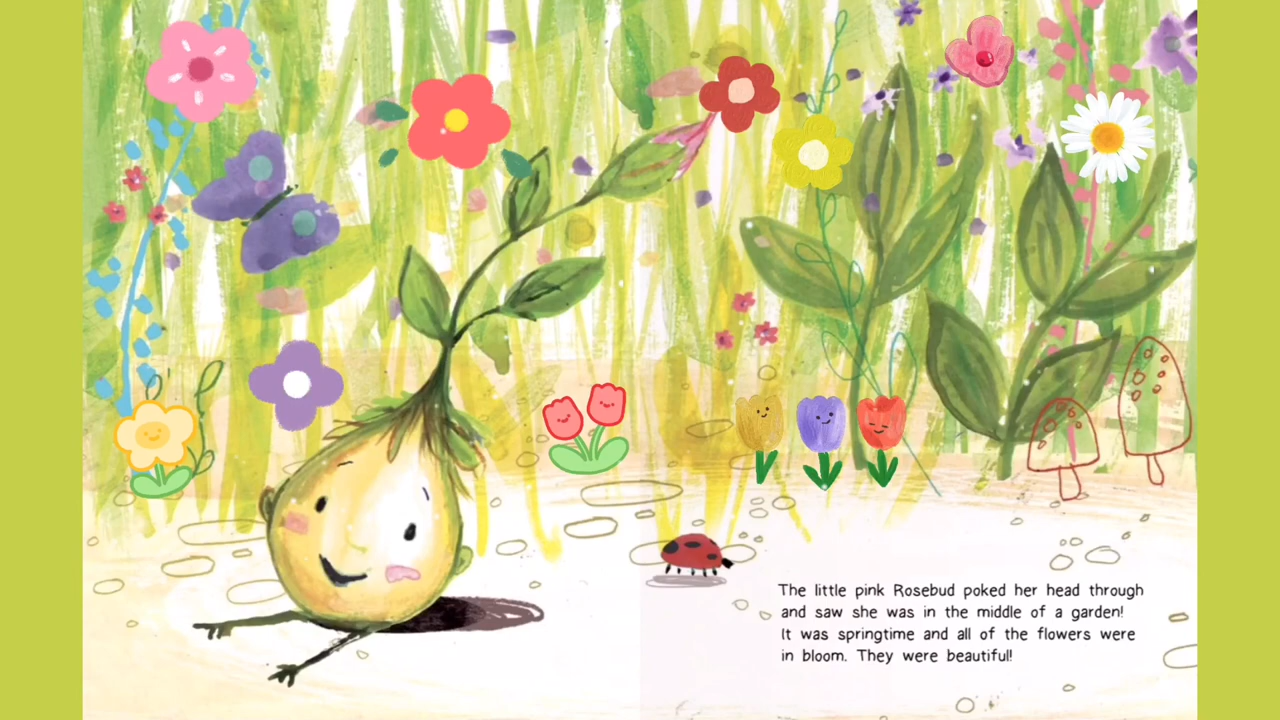 The little pink Rosebud poked her head through
and saw she was in the middle of a garden!
It was springtime and all of the flowers were
in bloom. They were beautiful!